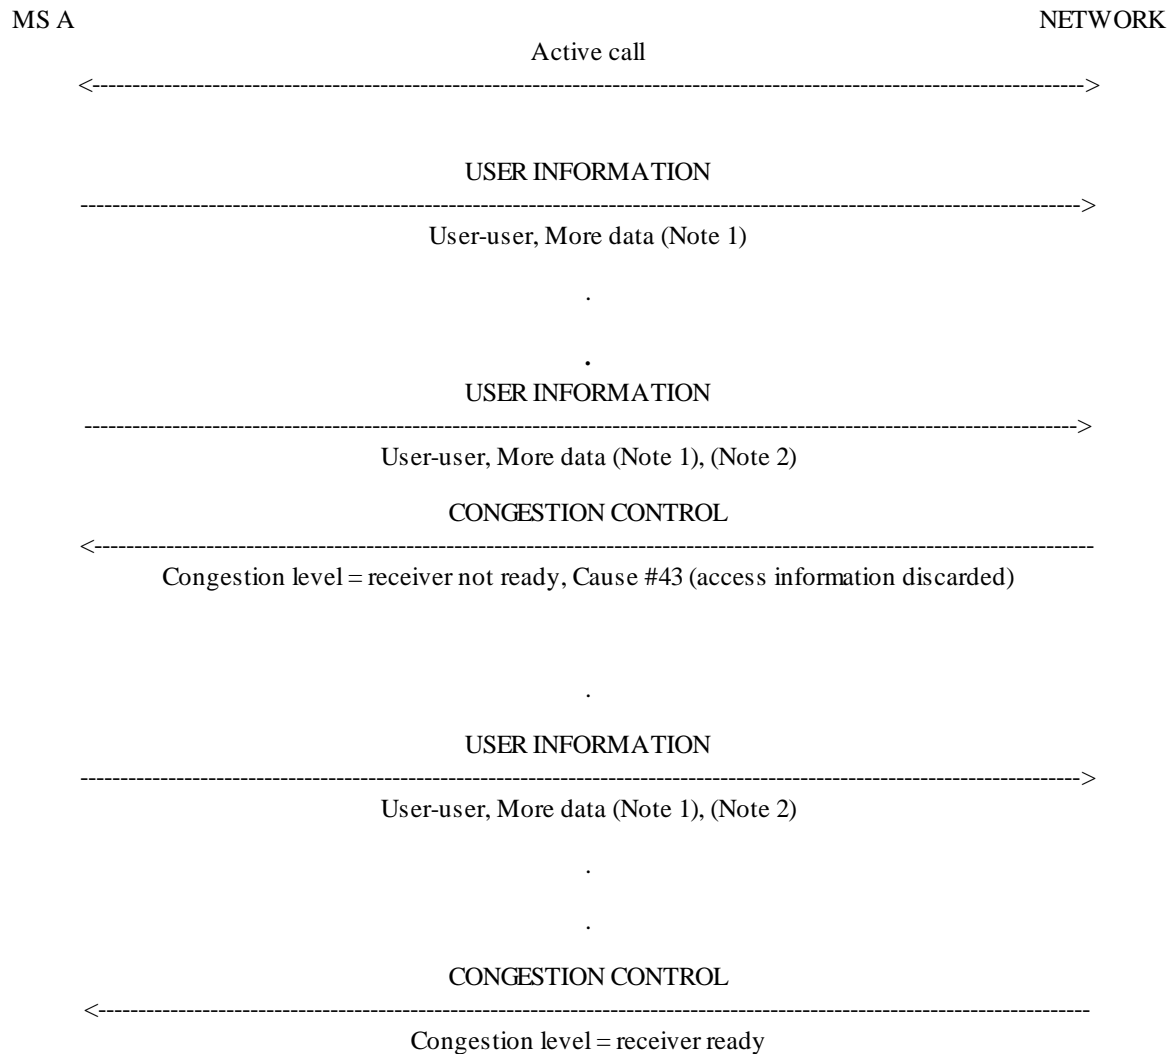 MS A NETWORK
Active call
<------------------------------------------------------------------------------------------------------------------------------>
USER INFORMATION
------------------------------------------------------------------------------------------------------------------------------->
User-user, More data (Note 1)
.
.
USER INFORMATION
------------------------------------------------------------------------------------------------------------------------------->
User-user, More data (Note 1), (Note 2)
CONGESTION CONTROL
<-------------------------------------------------------------------------------------------------------------------------------
Congestion level = receiver not ready, Cause #43 (access information discarded)
.
USER INFORMATION
------------------------------------------------------------------------------------------------------------------------------->
User-user, More data (Note 1), (Note 2)
.
.
CONGESTION CONTROL
<-------------------------------------------------------------------------------------------------------------------------------
Congestion level = receiver ready